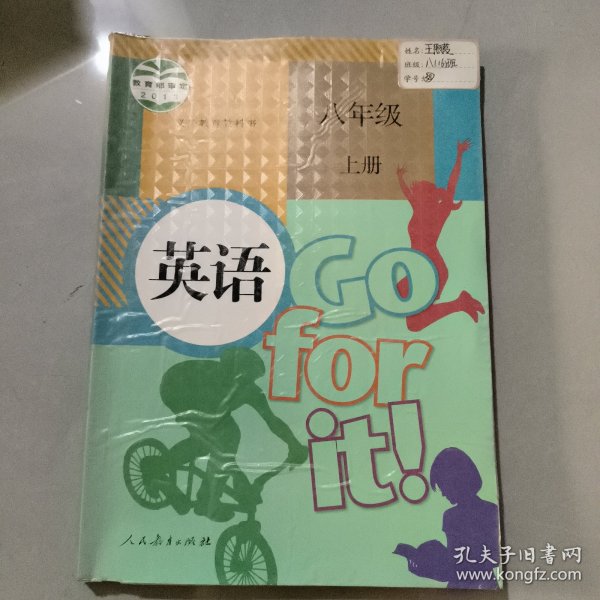 姓名:
班级:
学号:
教育部审定
义务教育教科书
八年级
上册
英语
Go
for
it!
人民教育出版社
孔夫子旧书网
www.kongfz.com